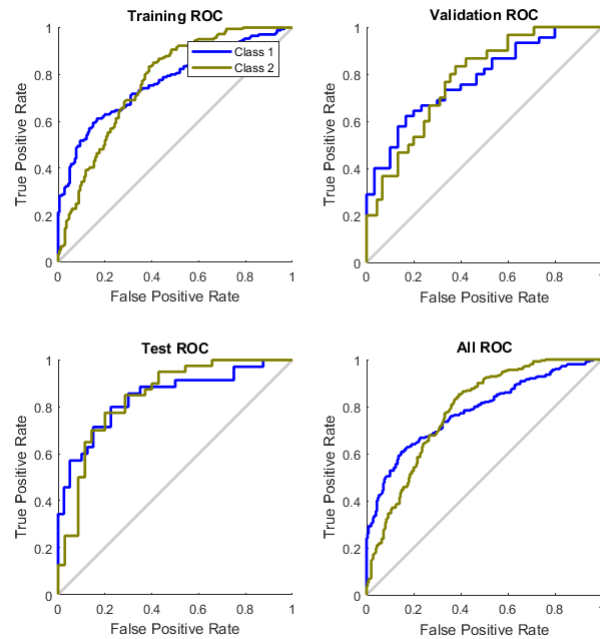 Training ROC
True Positive Rate
1
0.8
0.6
0.4
0.2
0
Class 1
Class 2
0 0.2 0.4 0.6 0.8 1
False Positive Rate
Validation ROC
True Positive Rate
1
0.8
0.6
0.4
0.2
0
0 0.2 0.4 0.6 0.8 1
False Positive Rate
Test ROC
True Positive Rate
1
0.8
0.6
0.4
0.2
0
0 0.2 0.4 0.6 0.8 1
False Positive Rate
All ROC
True Positive Rate
1
0.8
0.6
0.4
0.2
0
0 0.2 0.4 0.6 0.8 1
False Positive Rate